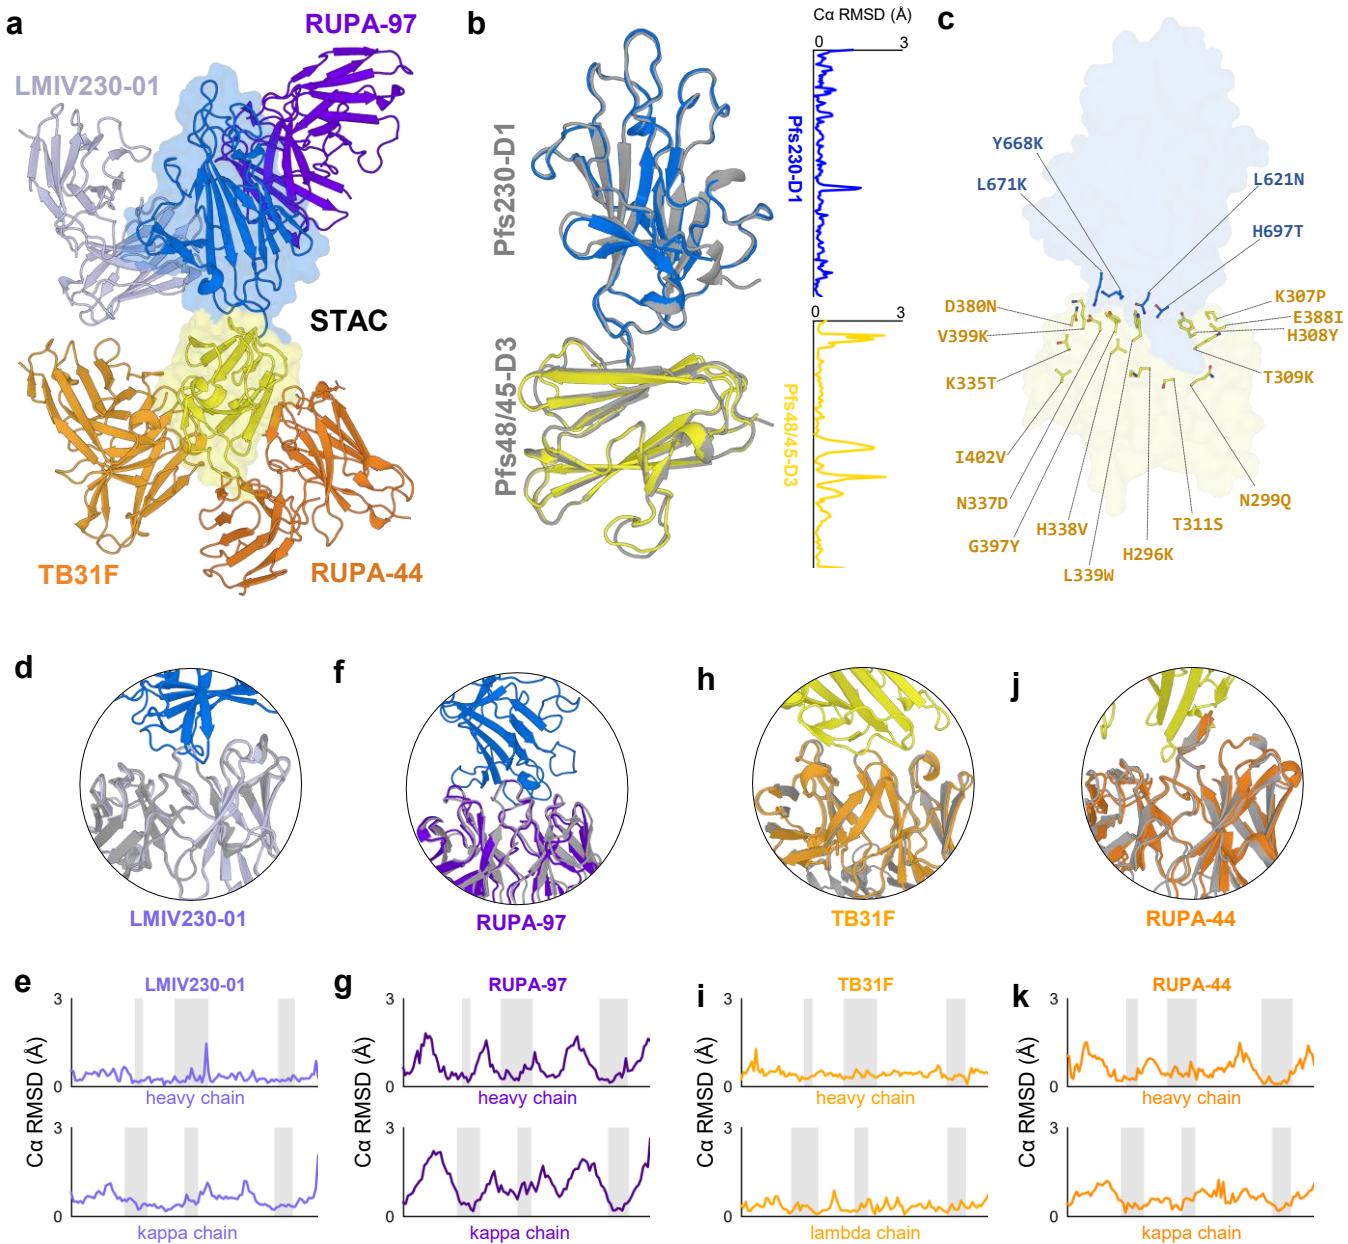 a
RUPA-97
LMIV230-01
STAC
TB31F
RUPA-44
b
Cα RMSD (Å)
0
3
Pfs230-D1
Pfs230-D1
0
3
Pfs48/45-D3
Pfs48/45-D3
c
Y668K
L671K
L621N
H697T
D380N
V399K
K335T
K307P
E388I
H308Y
T309K
I402V
N337D
G397Y
H338V
L339W
H296K
T311S
N299Q
d
LMIV230-01
f
RUPA-97
h
TB31F
j
RUPA-44
e
LMIV230-01
Cα RMSD (Å)
3
0
heavy chain
3
0
kappa chain
g
RUPA-97
Cα RMSD (Å)
3
0
heavy chain
3
0
kappa chain
i
TB31F
Cα RMSD (Å)
3
0
heavy chain
3
0
lambda chain
k
RUPA-44
Cα RMSD (Å)
3
0
heavy chain
3
0
kappa chain